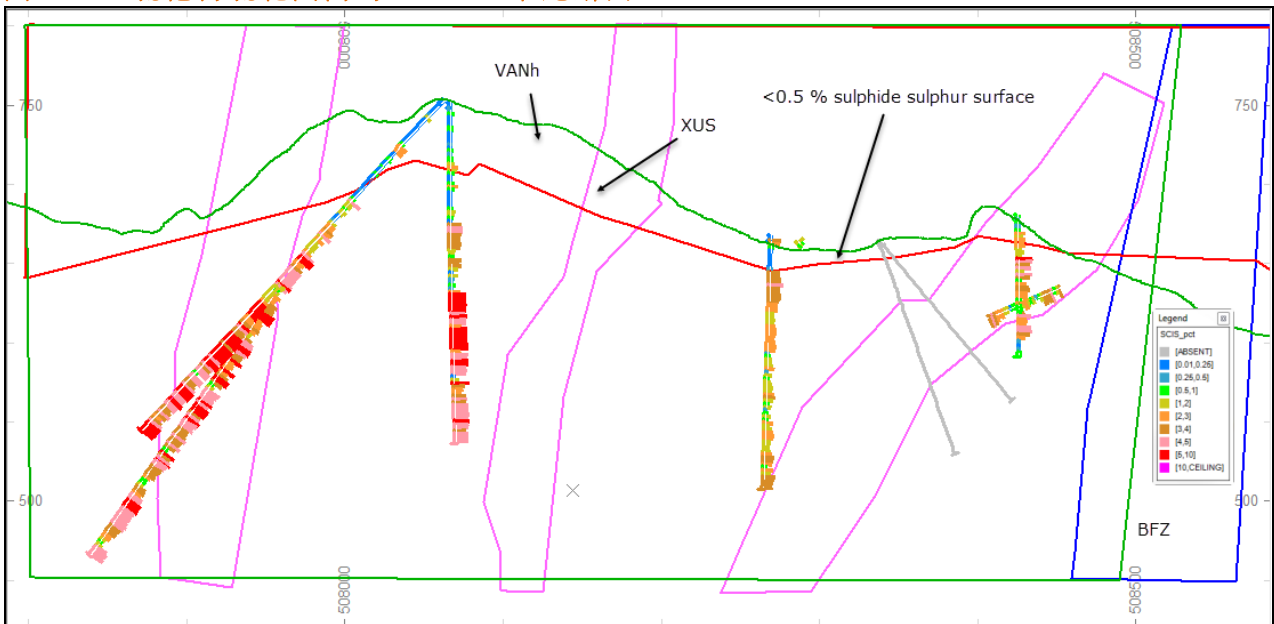 508000
508500
750
VANh
<0.5 % sulphide sulphur surface
750
XUS
Legend
SCIS_pct
[ABSENT]
[0.01,0.25]
[0.25,0.5]
[0.5,1]
[1,2]
[2,3]
[3,4]
[4,5]
[5,10]
[10,CEILING]
500
500
BFZ
508000
508500